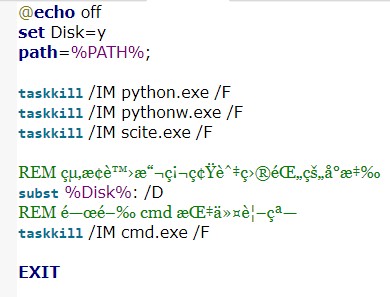 @echo off
set Disk=y
path=%PATH%;
taskkill /IM python.exe /F
taskkill /IM pythonw.exe /F
taskkill /IM scite.exe /F
REM çµ‚æ¢è™›æ“¬ç¡¬ç¢Ÿèˆ‡ç›®éŒ„çš„å°æ‡‰
subst %Disk%: /D
REM é—œé–‰ cmd æŒ‡ä»¤è¦–çª—
taskkill /IM cmd.exe /F
EXIT